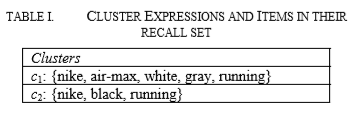 TABLE I. CLUSTER EXPRESSIONS AND ITEMS IN THEIR
RECALL SET
Clusters
c₁: {nike, air-max, white, gray, running}
c₂: {nike, black, running}